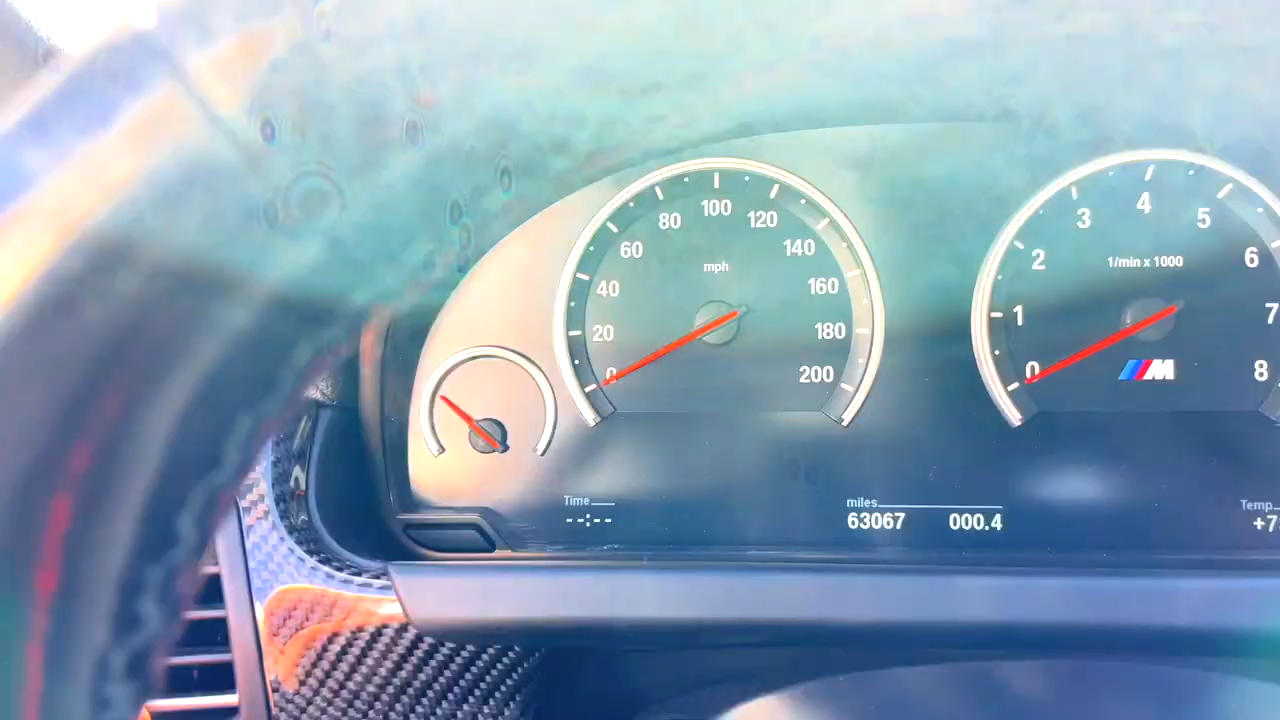 0 20 40 60 80 100 120 140 160 180 200
mph
0 1 2 3 4 5 6 7 8
1/min x 1000
M
Time
--:--
miles
63067 000.4
Temp
+7